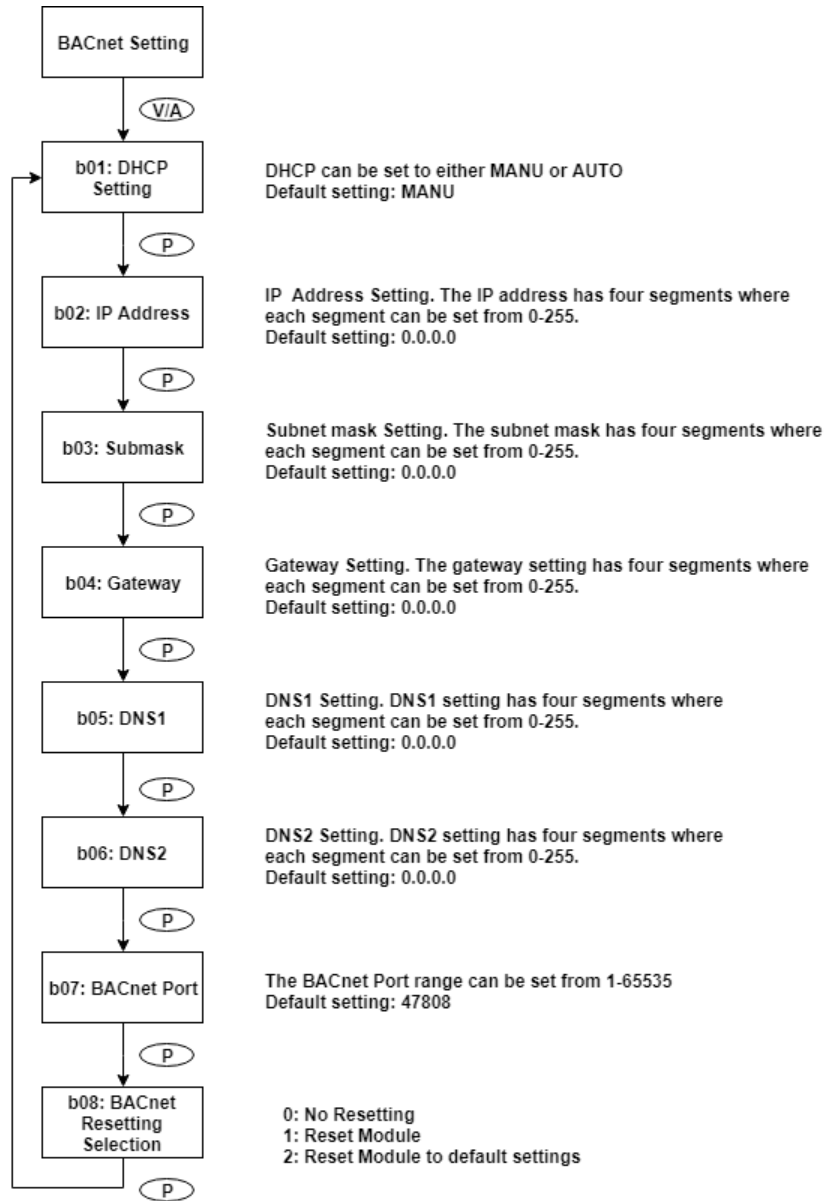 BACnet Setting
V/A
b01: DHCP
Setting
DHCP can be set to either MANU or AUTO
Default setting: MANU
P
b02: IP Address
IP Address Setting. The IP address has four segments where
each segment can be set from 0-255.
Default setting: 0.0.0.0
P
b03: Submask
Subnet mask Setting. The subnet mask has four segments where
each segment can be set from 0-255.
Default setting: 0.0.0.0
P
b04: Gateway
Gateway Setting. The gateway setting has four segments where
each segment can be set from 0-255.
Default setting: 0.0.0.0
P
b05: DNS1
DNS1 Setting. DNS1 setting has four segments where
each segment can be set from 0-255.
Default setting: 0.0.0.0
P
b06: DNS2
DNS2 Setting. DNS2 setting has four segments where
each segment can be set from 0-255.
Default setting: 0.0.0.0
P
b07: BACnet Port
The BACnet Port range can be set from 1-65535
Default setting: 47808
P
b08: BACnet
Resetting
Selection
0: No Resetting
1: Reset Module
2: Reset Module to default settings
P